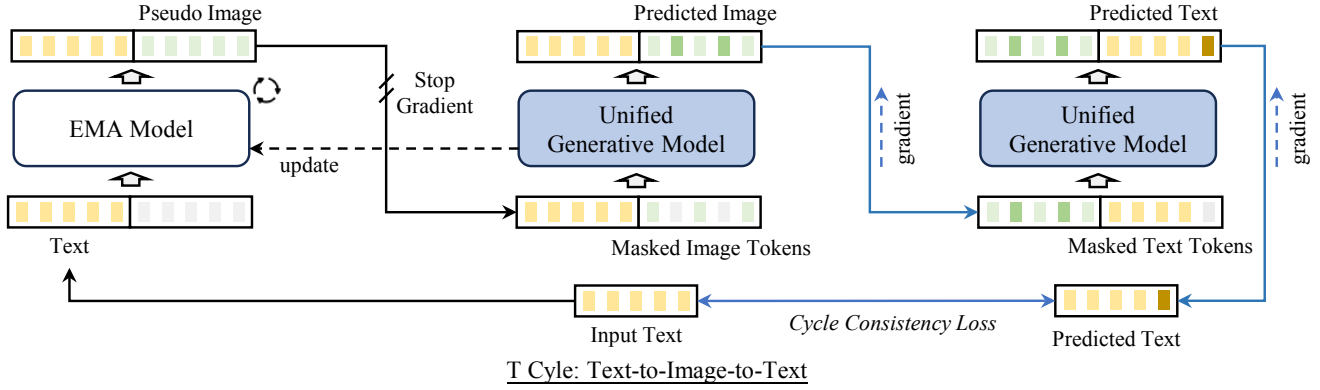 Pseudo Image
Predicted Image
Predicted Text
Stop
Gradient
EMA Model
Unified
Generative Model
gradient
Unified
Generative Model
gradient
update
Text
Masked Image Tokens
Masked Text Tokens
Input Text
Cycle Consistency Loss
Predicted Text
T Cyle: Text-to-Image-to-Text